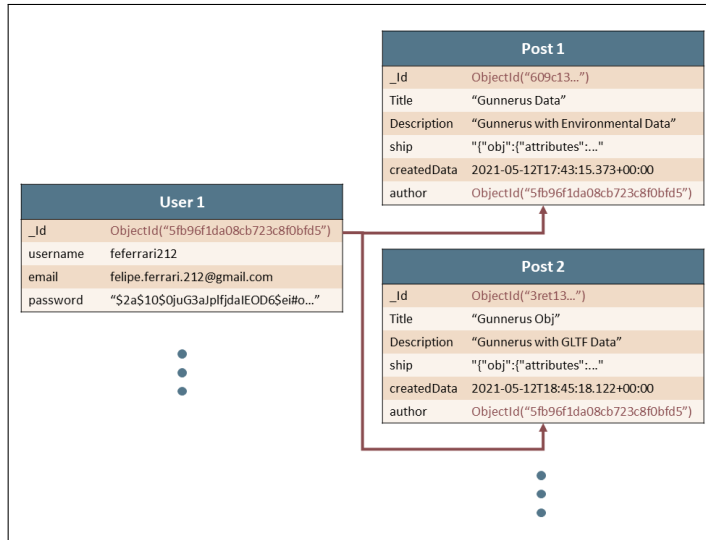 Post 1
_Id ObjectId("609c13...")
Title "Gunnerus Data"
Description "Gunnerus with Environmental Data"
ship "{"obj":{"attributes":..."
createdData 2021-05-12T17:43:15.373+00:00
author ObjectId("5fb96f1da08cb723c8f0bfd5")
User 1
_Id ObjectId("5fb96f1da08cb723c8f0bfd5")
username feferrari212
email felipe.ferrari.212@gmail.com
password "$2a$10$0juG3aJplfjdaIEOD6$ei#o..."
Post 2
_Id ObjectId("3ret13...")
Title "Gunnerus Obj"
Description "Gunnerus with GLTF Data"
ship "{"obj":{"attributes":..."
createdData 2021-05-12T18:45:18.122+00:00
author ObjectId("5fb96f1da08cb723c8f0bfd5")